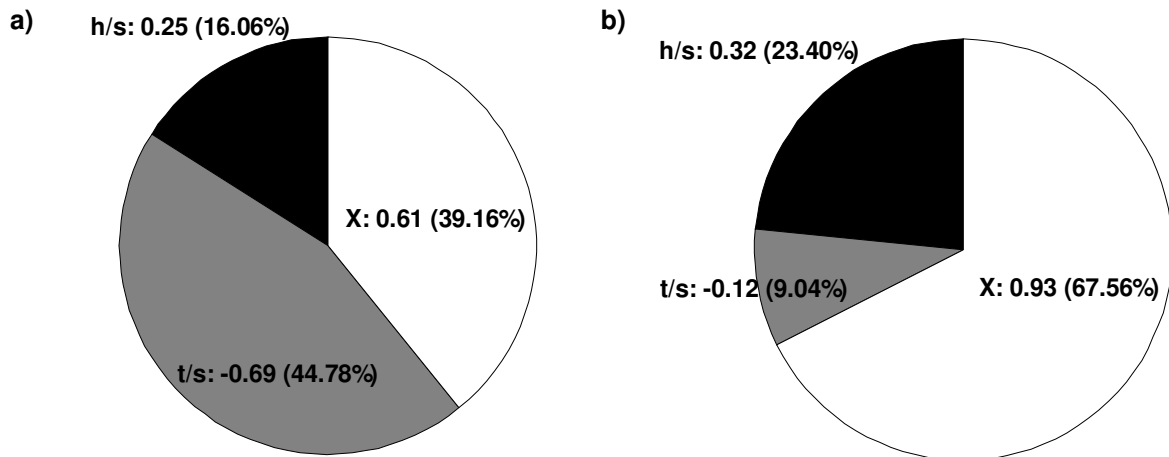 a)
h/s: 0.25 (16.06%)
X: 0.61 (39.16%)
t/s: -0.69 (44.78%)
b)
h/s: 0.32 (23.40%)
t/s: -0.12 (9.04%)
X: 0.93 (67.56%)